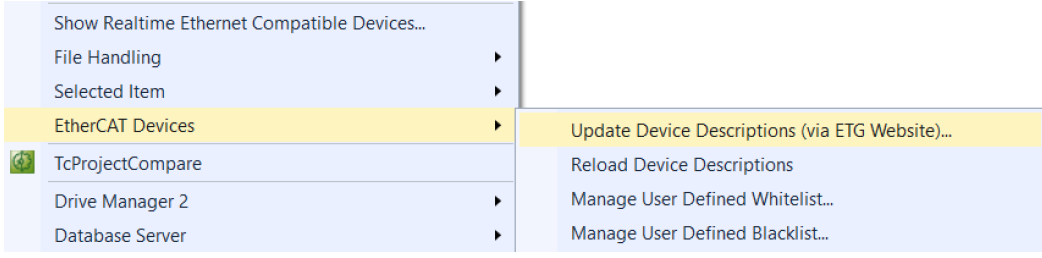 Show Realtime Ethernet Compatible Devices...
File Handling
Selected Item
EtherCAT Devices
Update Device Descriptions (via ETG Website)...
TcProjectCompare
Reload Device Descriptions
Drive Manager 2
Manage User Defined Whitelist...
Database Server
Manage User Defined Blacklist...